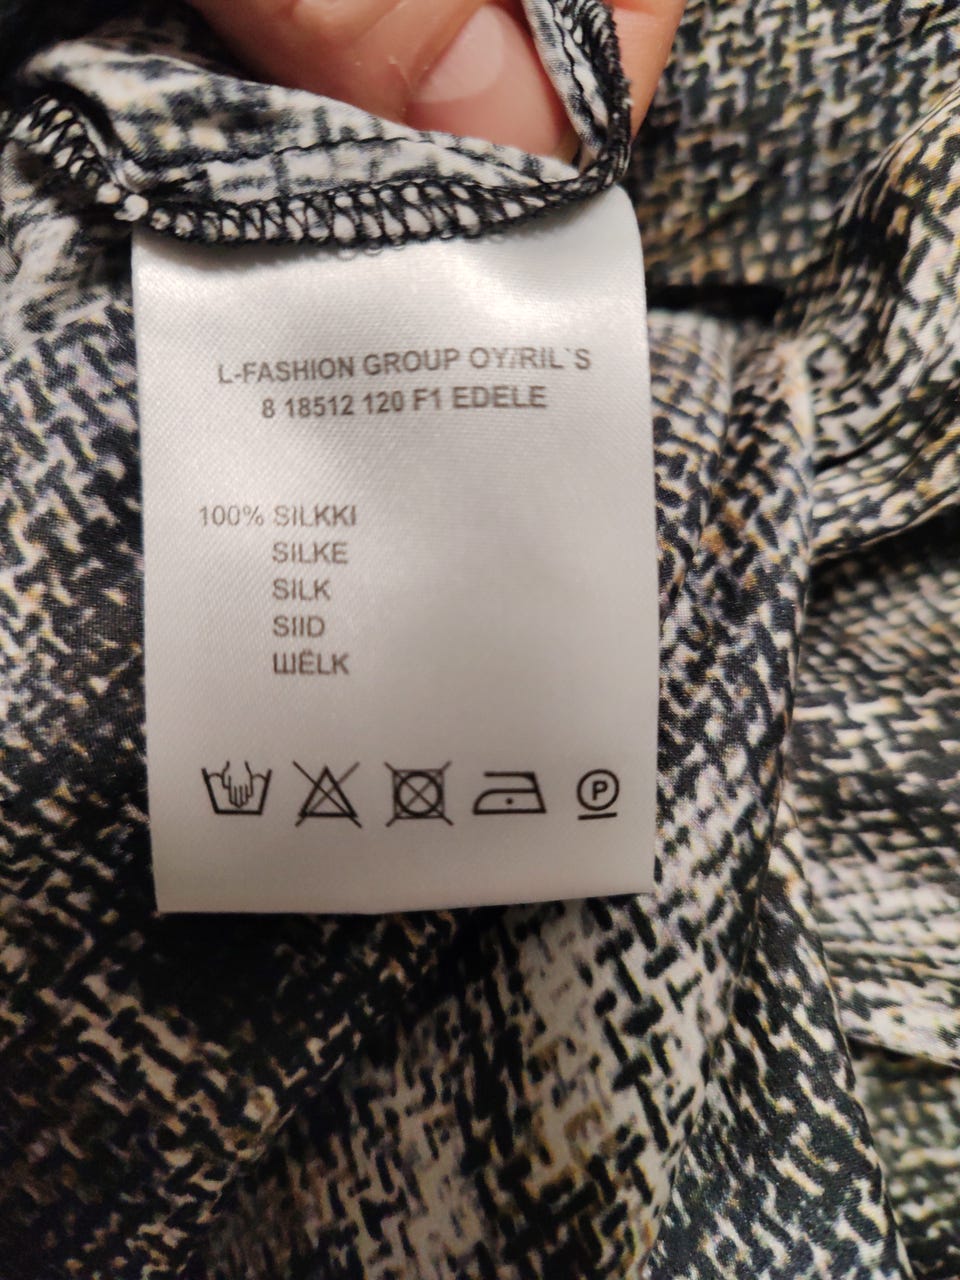 L-FASHION GROUP OY/RIL`S
8 18512 120 F1 EDELE
100% SILKKI
SILKE
SILK
SIID
ШЁLK
P